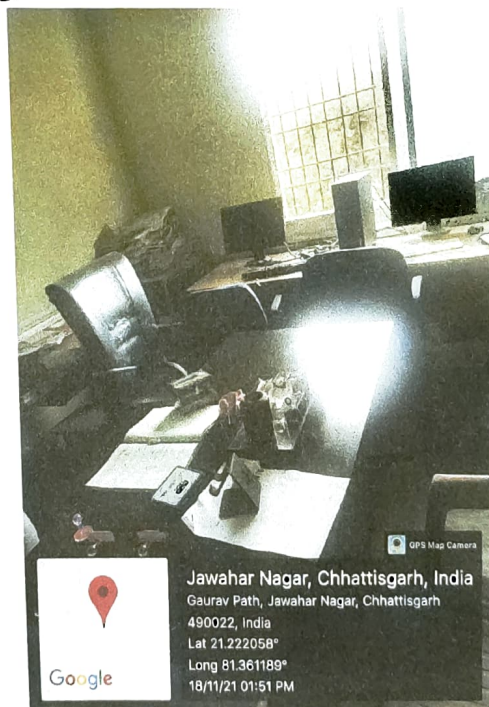 GPS Map Camera
Jawahar Nagar, Chhattisgarh, India
Gaurav Path, Jawahar Nagar, Chhattisgarh
490022, India
Lat 21.222058°
Long 81.361189°
18/11/21 01:51 PM
Google